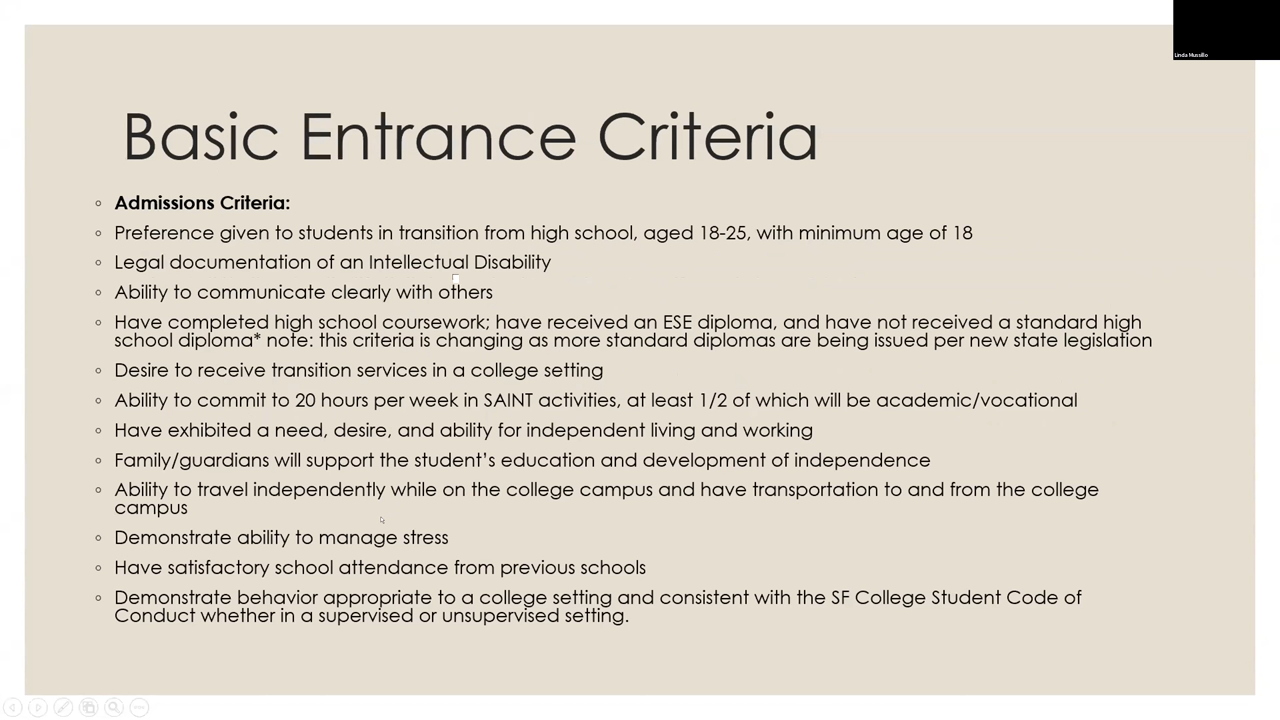 Linda Mussillo
Basic Entrance Criteria
Admissions Criteria:
Preference given to students in transition from high school, aged 18-25, with minimum age of 18
Legal documentation of an Intellectual Disability
Ability to communicate clearly with others
Have completed high school coursework; have received an ESE diploma, and have not received a standard high
school diploma* note: this criteria is changing as more standard diplomas are being issued per new state legislation
Desire to receive transition services in a college setting
Ability to commit to 20 hours per week in SAINT activities, at least 1/2 of which will be academic/vocational
Have exhibited a need, desire, and ability for independent living and working
Family/guardians will support the student’s education and development of independence
Ability to travel independently while on the college campus and have transportation to and from the college
campus
Demonstrate ability to manage stress
Have satisfactory school attendance from previous schools
Demonstrate behavior appropriate to a college setting and consistent with the SF College Student Code of
Conduct whether in a supervised or unsupervised setting.